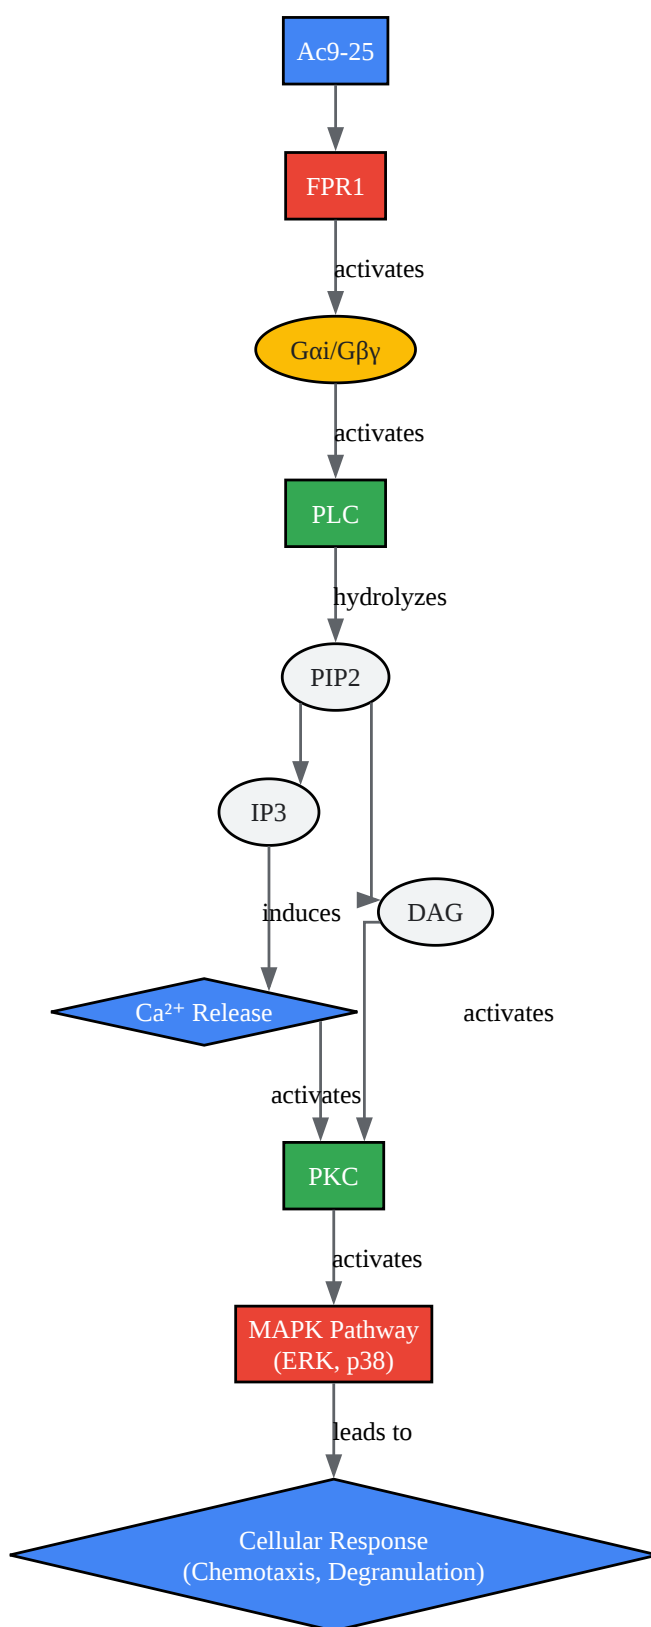 Ac9-25
FPR1
activates
Gαi/Gβγ
activates
PLC
hydrolyzes
PIP2
IP3
induces
DAG
Ca²⁺ Release
activates
activates
PKC
activates
MAPK Pathway
(ERK, p38)
leads to
Cellular Response
(Chemotaxis, Degranulation)